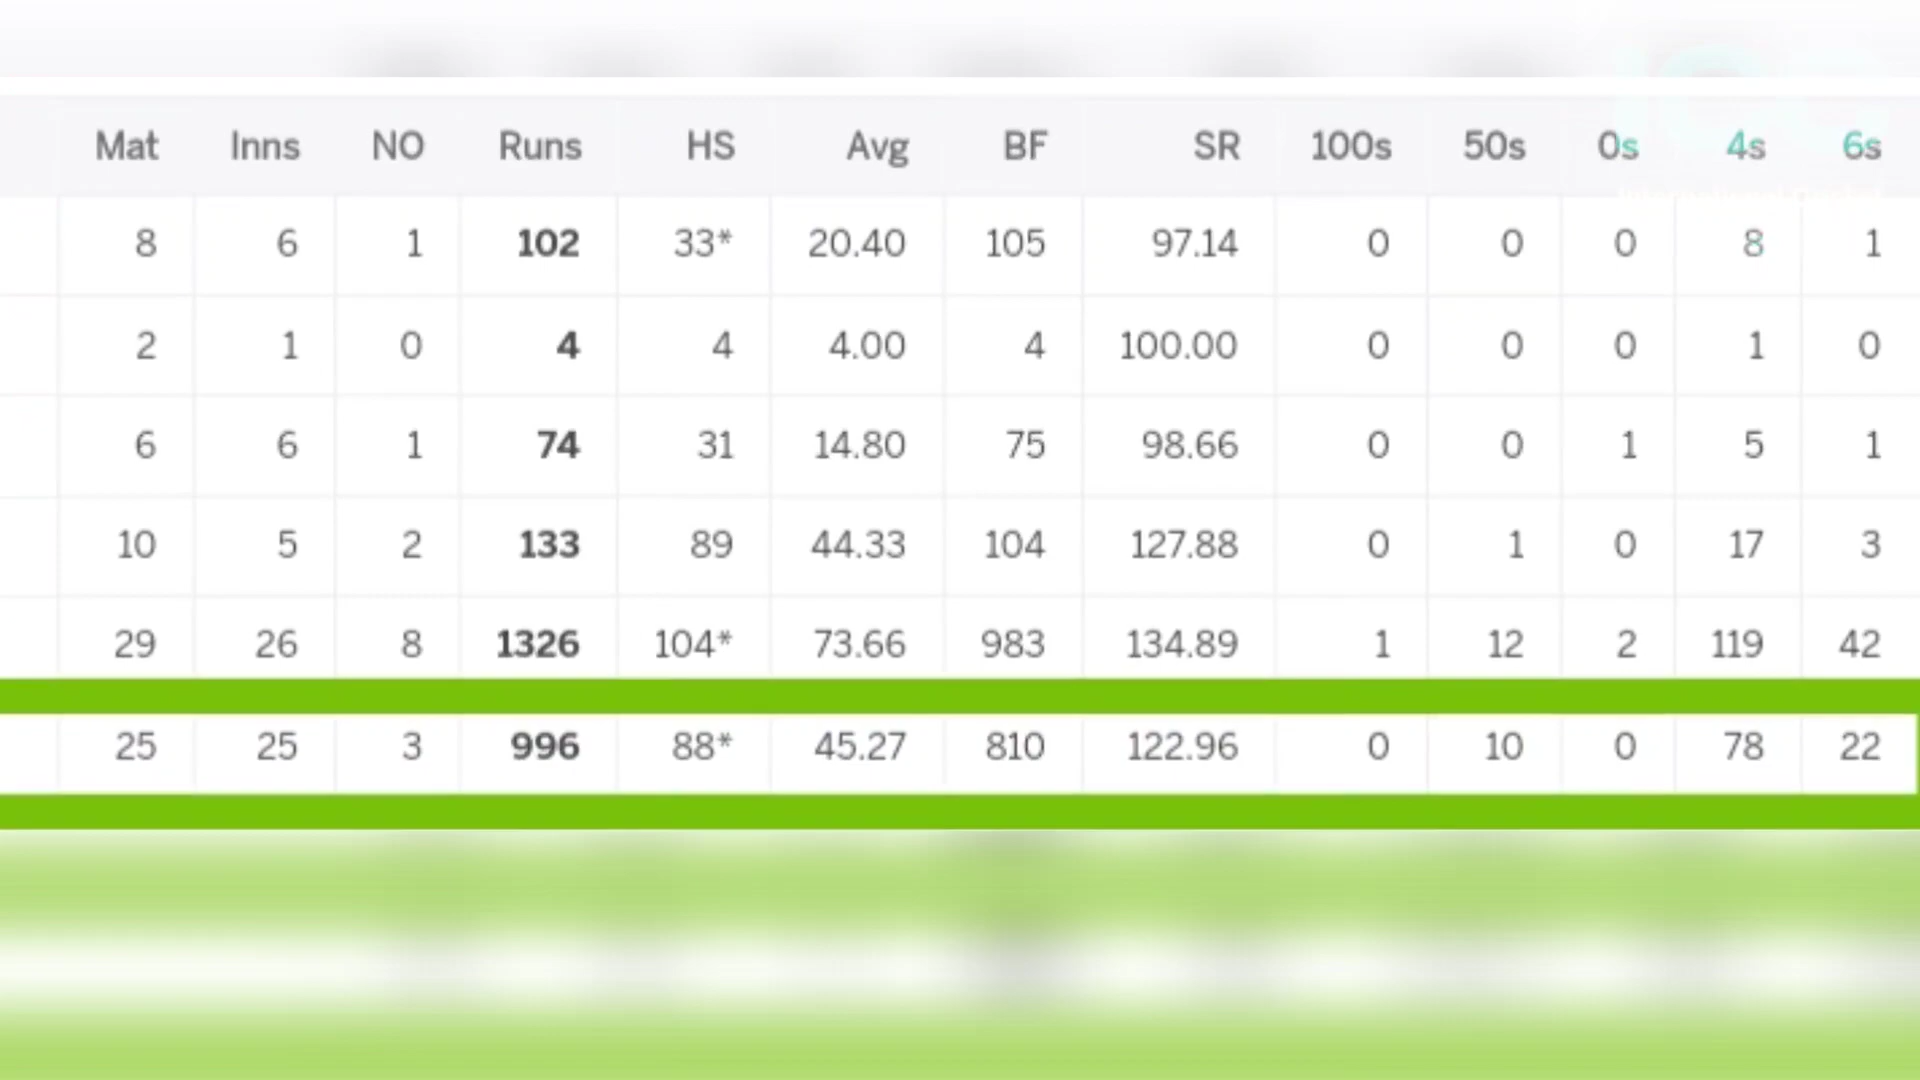 Mat Inns NO Runs HS Avg BF SR 100s 50s 0s 4s 6s
8 6 1 102 33* 20.40 105 97.14 0 0 0 8 1
2 1 0 4 4 4.00 4 100.00 0 0 0 1 0
6 6 1 74 31 14.80 75 98.66 0 0 1 5 1
10 5 2 133 89 44.33 104 127.88 0 1 0 17 3
29 26 8 1326 104* 73.66 983 134.89 1 12 2 119 42
25 25 3 996 88* 45.27 810 122.96 0 10 0 78 22